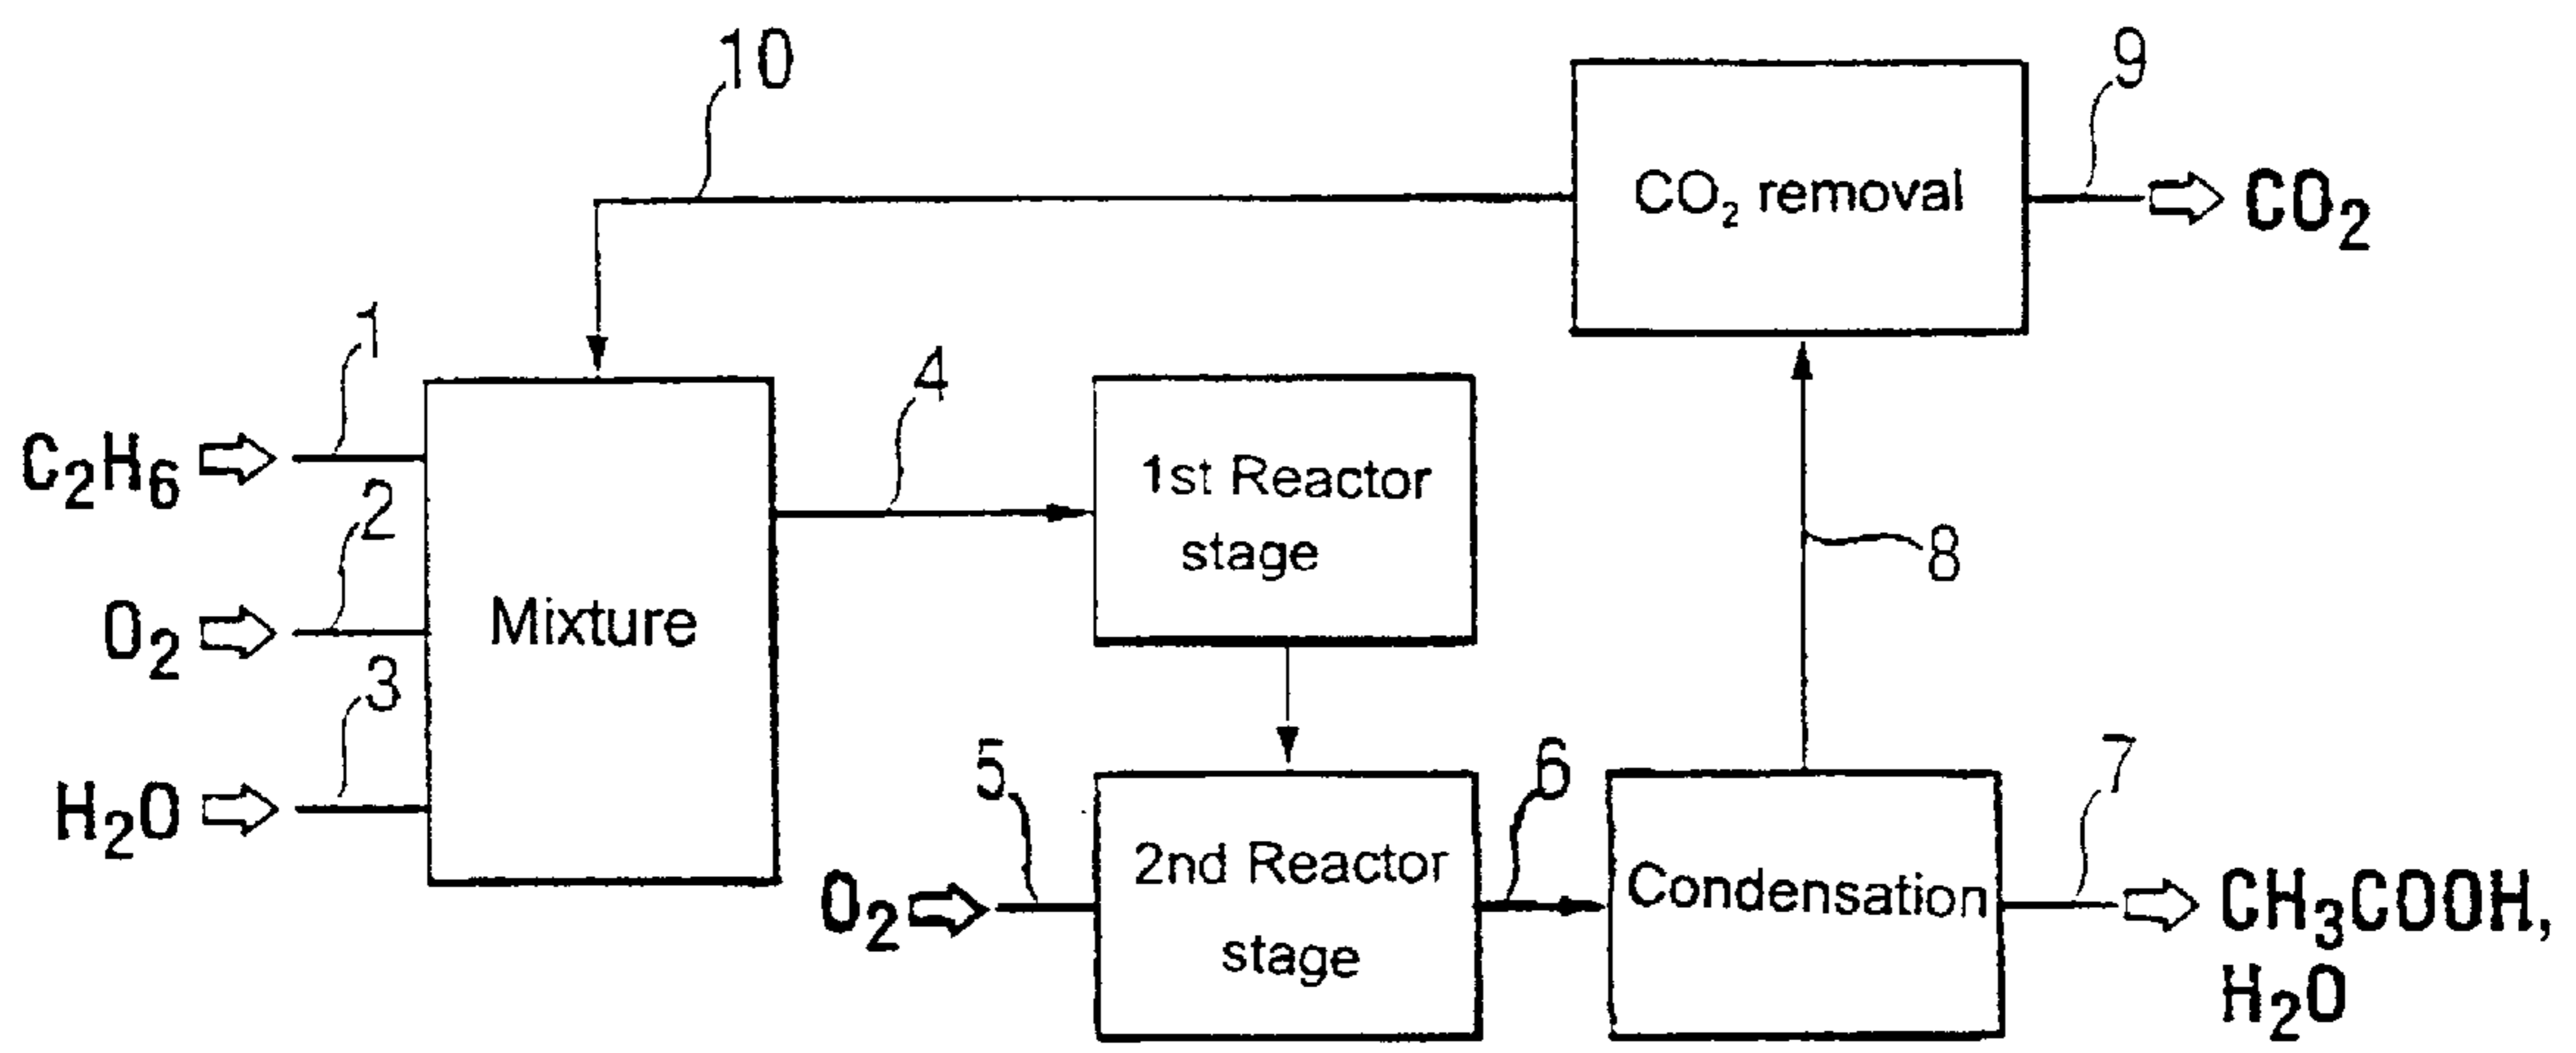 10
9
CO₂ removal
CO₂
1
4
C₂H₆
1st Reactor
stage
2
8
O₂
Mixture
3
5
6
7
H₂O
O₂
2nd Reactor
stage
Condensation
CH₃COOH,
H₂O